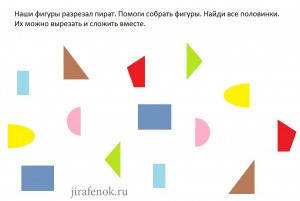 Наши фигуры разрезал пират. Помоги собрать фигуры. Найди все половинки.
Их можно вырезать и сложить вместе.
jirafenok.ru